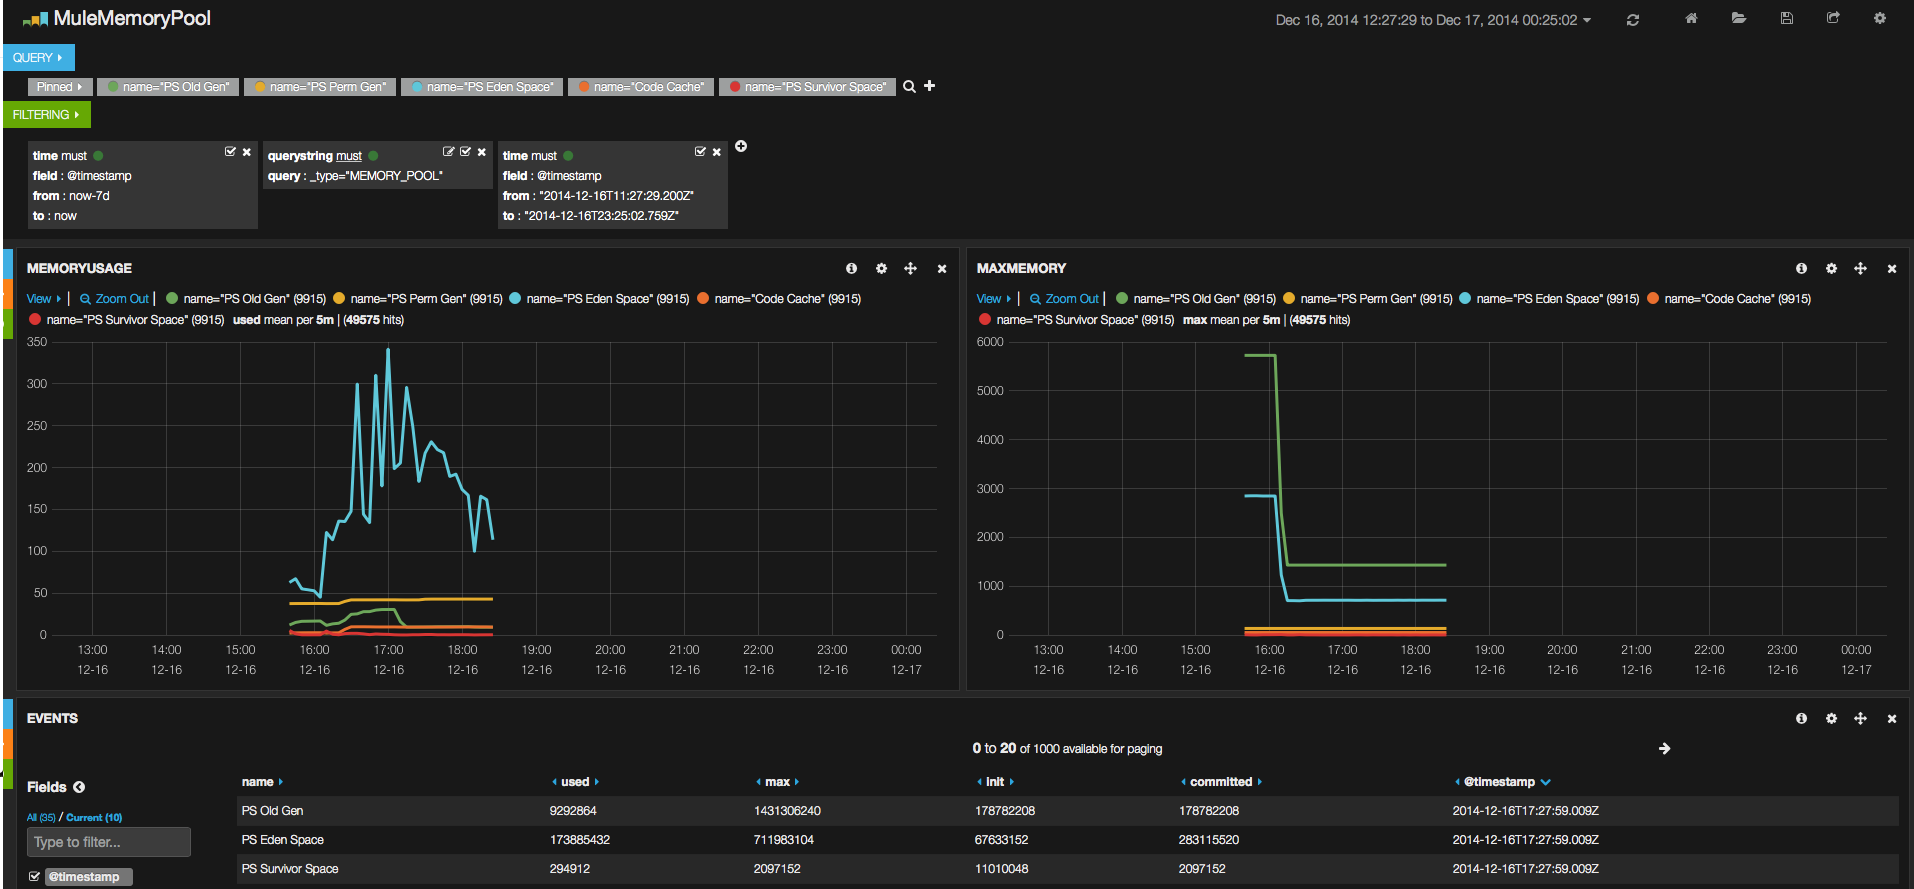 MuleMemoryPool
Dec 16, 2014 12:27:29 to Dec 17, 2014 00:25:02
QUERY
Pinned name="PS Old Gen" name="PS Perm Gen" name="PS Eden Space" name="Code Cache" name="PS Survivor Space"
FILTERING
time must
field : @timestamp
from : now-7d
to : now
querystring must
query : _type="MEMORY_POOL"
time must
field : @timestamp
from : "2014-12-16T11:27:29.200Z"
to : "2014-12-16T23:25:02.759Z"
MEMORYUSAGE
View | Zoom Out | name="PS Old Gen" (9915) name="PS Perm Gen" (9915) name="PS Eden Space" (9915) name="Code Cache" (9915)
name="PS Survivor Space" (9915) used mean per 5m | (49575 hits)
350
300
250
200
150
100
50
0
13:00 14:00 15:00 16:00 17:00 18:00 19:00 20:00 21:00 22:00 23:00 00:00
12-16 12-16 12-16 12-16 12-16 12-16 12-16 12-16 12-16 12-16 12-16 12-17
MAXMEMORY
View | Zoom Out | name="PS Old Gen" (9915) name="PS Perm Gen" (9915) name="PS Eden Space" (9915) name="Code Cache" (9915)
name="PS Survivor Space" (9915) max mean per 5m | (49575 hits)
6000
5000
4000
3000
2000
1000
0
13:00 14:00 15:00 16:00 17:00 18:00 19:00 20:00 21:00 22:00 23:00 00:00
12-16 12-16 12-16 12-16 12-16 12-16 12-16 12-16 12-16 12-16 12-16 12-17
EVENTS
0 to 20 of 1000 available for paging
Fields
All (35) / Current (10)
Type to filter...
@timestamp
name used max init committed @timestamp
PS Old Gen 9292864 1431306240 178782208 178782208 2014-12-16T17:27:59.009Z
PS Eden Space 173885432 711983104 67633152 283115520 2014-12-16T17:27:59.009Z
PS Survivor Space 294912 2097152 11010048 2097152 2014-12-16T17:27:59.009Z